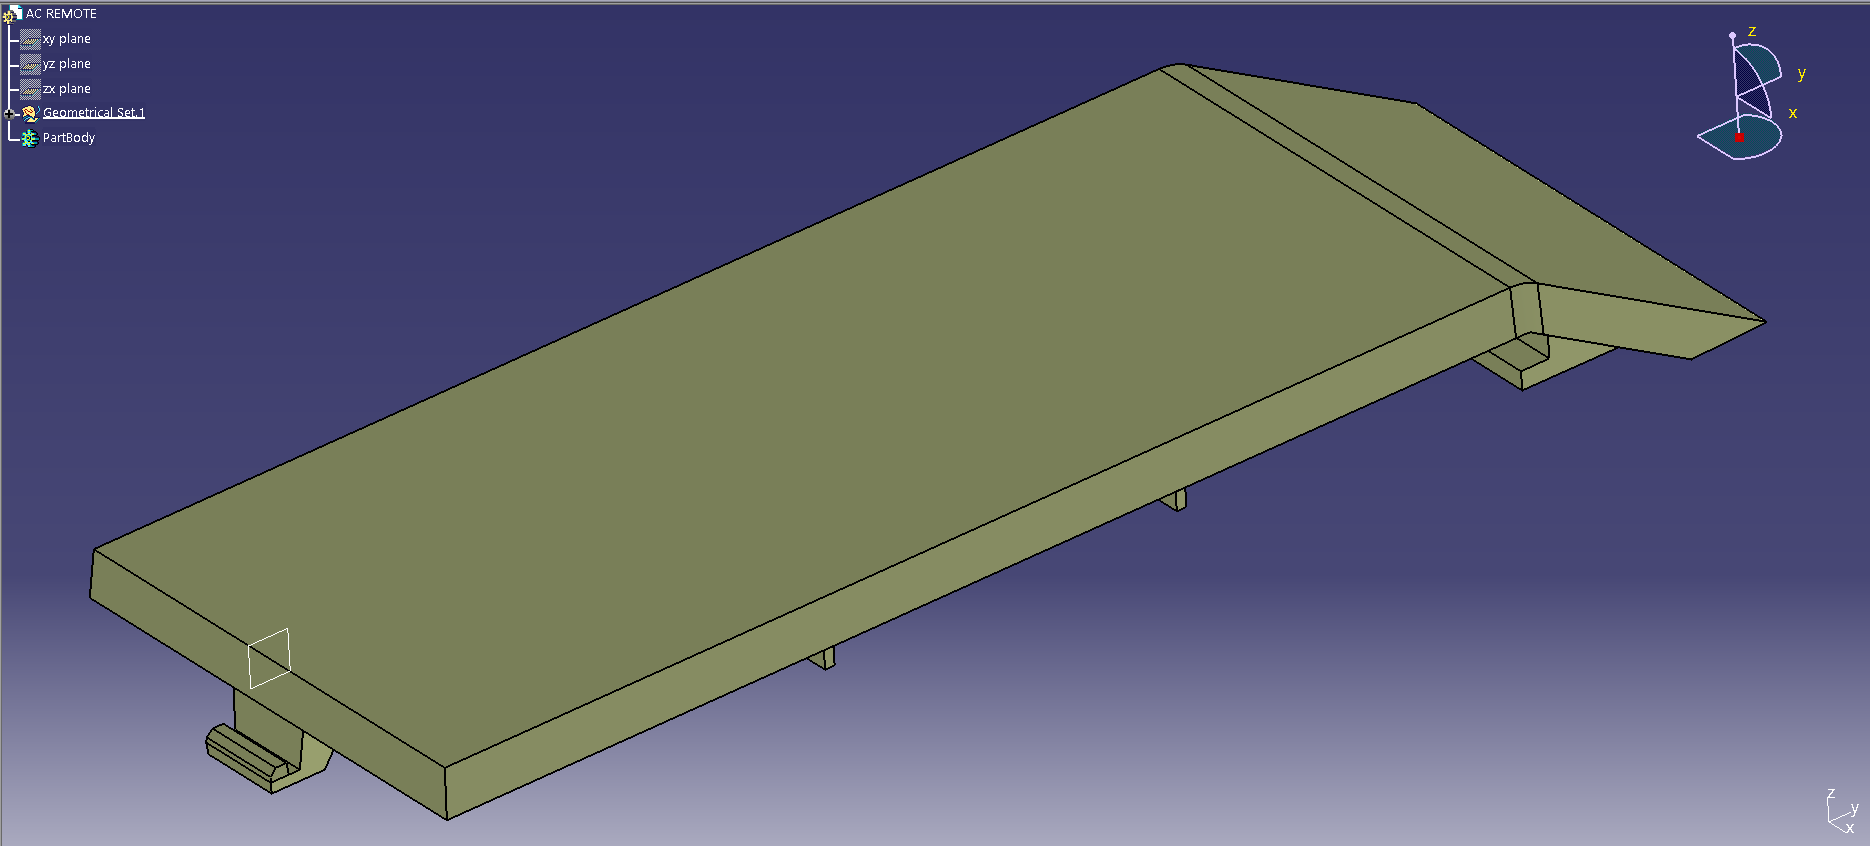 AC REMOTE
xy plane
yz plane
zx plane
Geometrical Set.1
PartBody
z
y
x
z
y
x